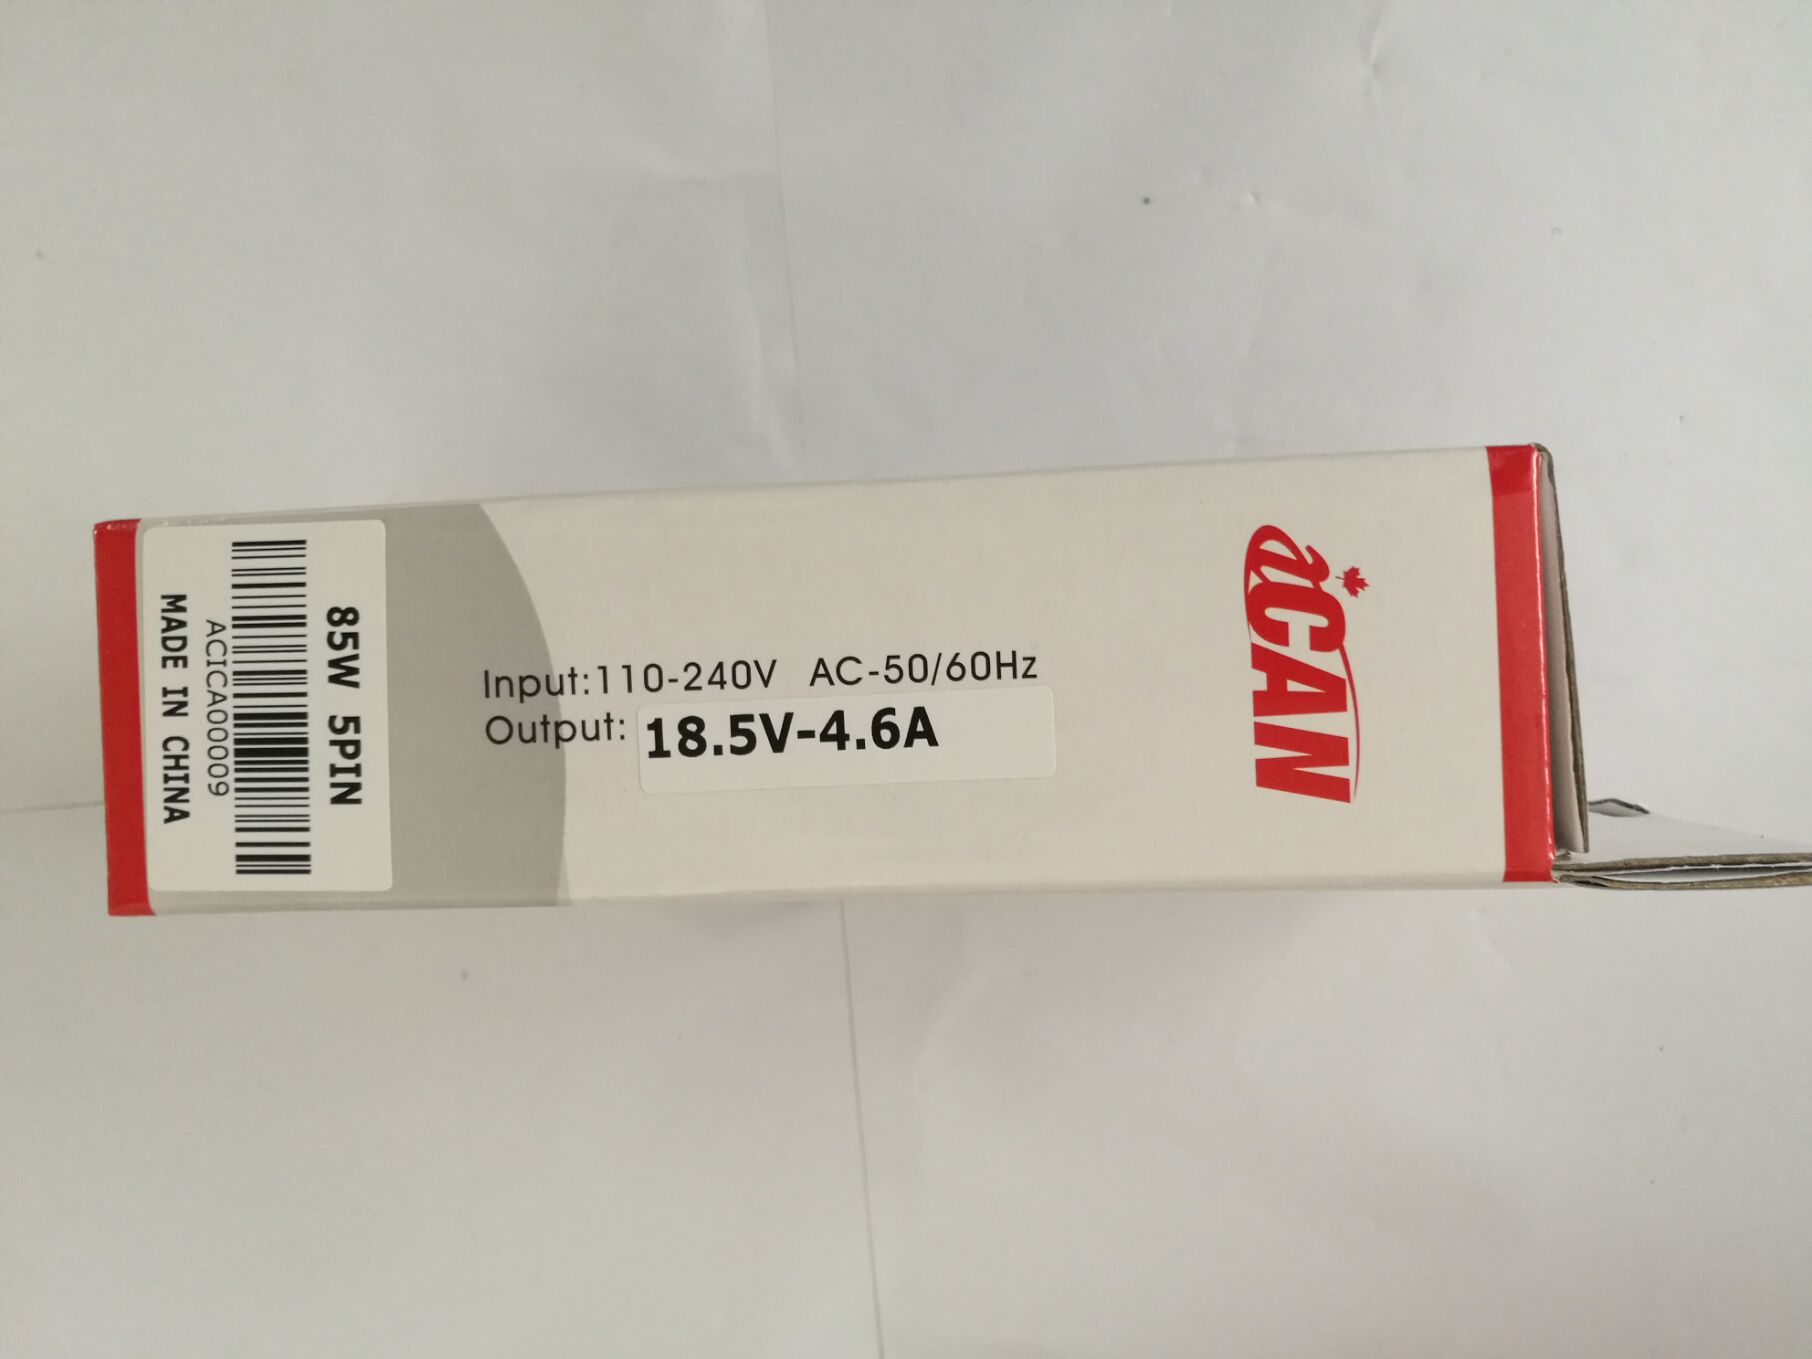 85W 5PIN
ACICA00009
MADE IN CHINA
Input:110-240V AC-50/60Hz
Output: 18.5V-4.6A
iCAN